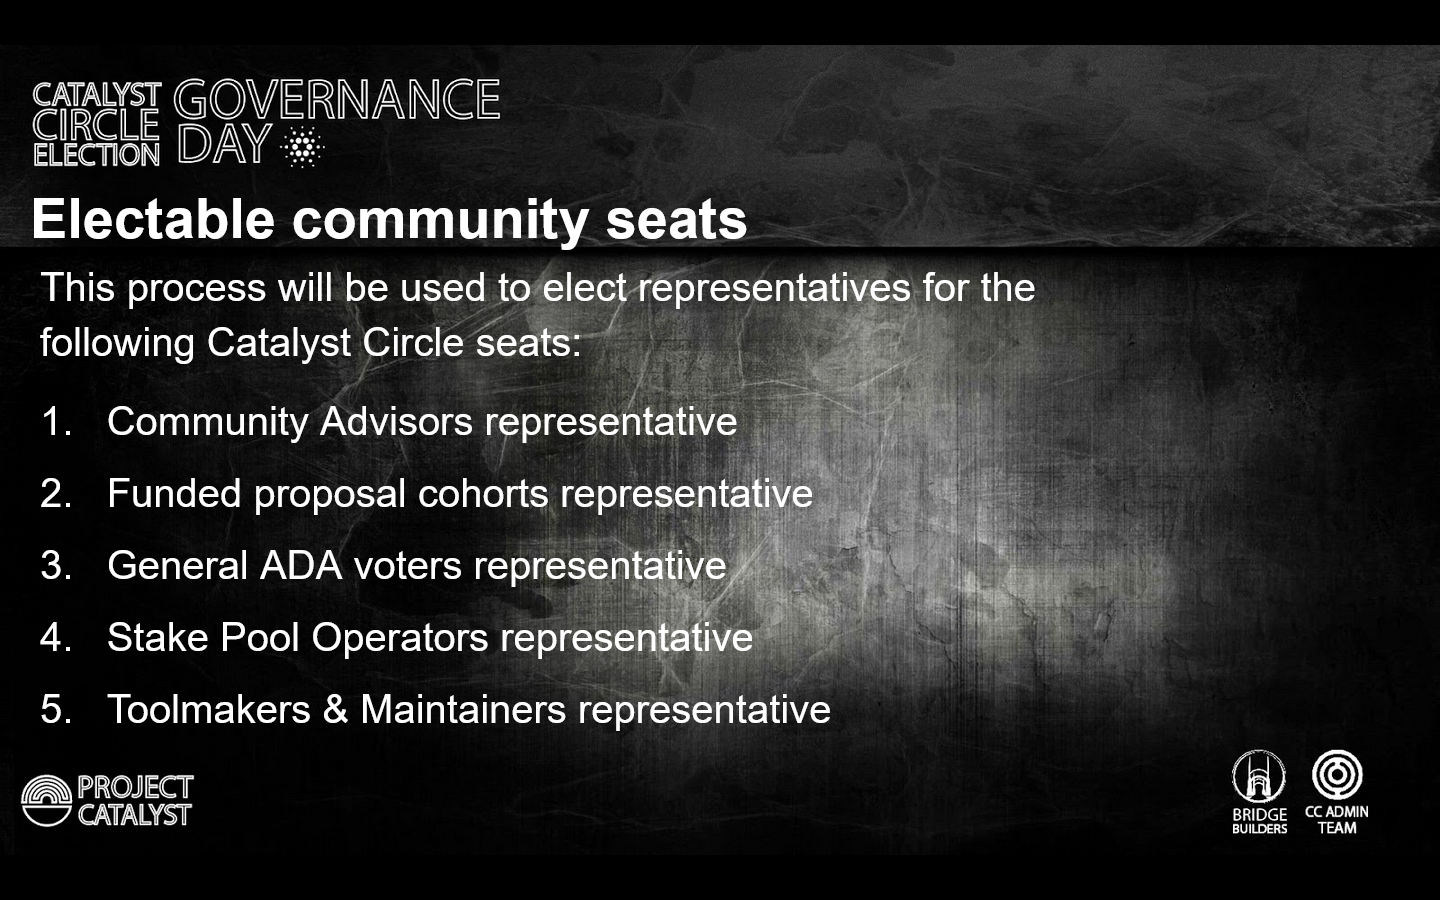 CATALYST
CIRCLE
ELECTION
GOVERNANCE
DAY
Electable community seats
This process will be used to elect representatives for the
following Catalyst Circle seats:
1. Community Advisors representative
2. Funded proposal cohorts representative
3. General ADA voters representative
4. Stake Pool Operators representative
5. Toolmakers & Maintainers representative
PROJECT
CATALYST
BRIDGE
BUILDERS
CC ADMIN
TEAM